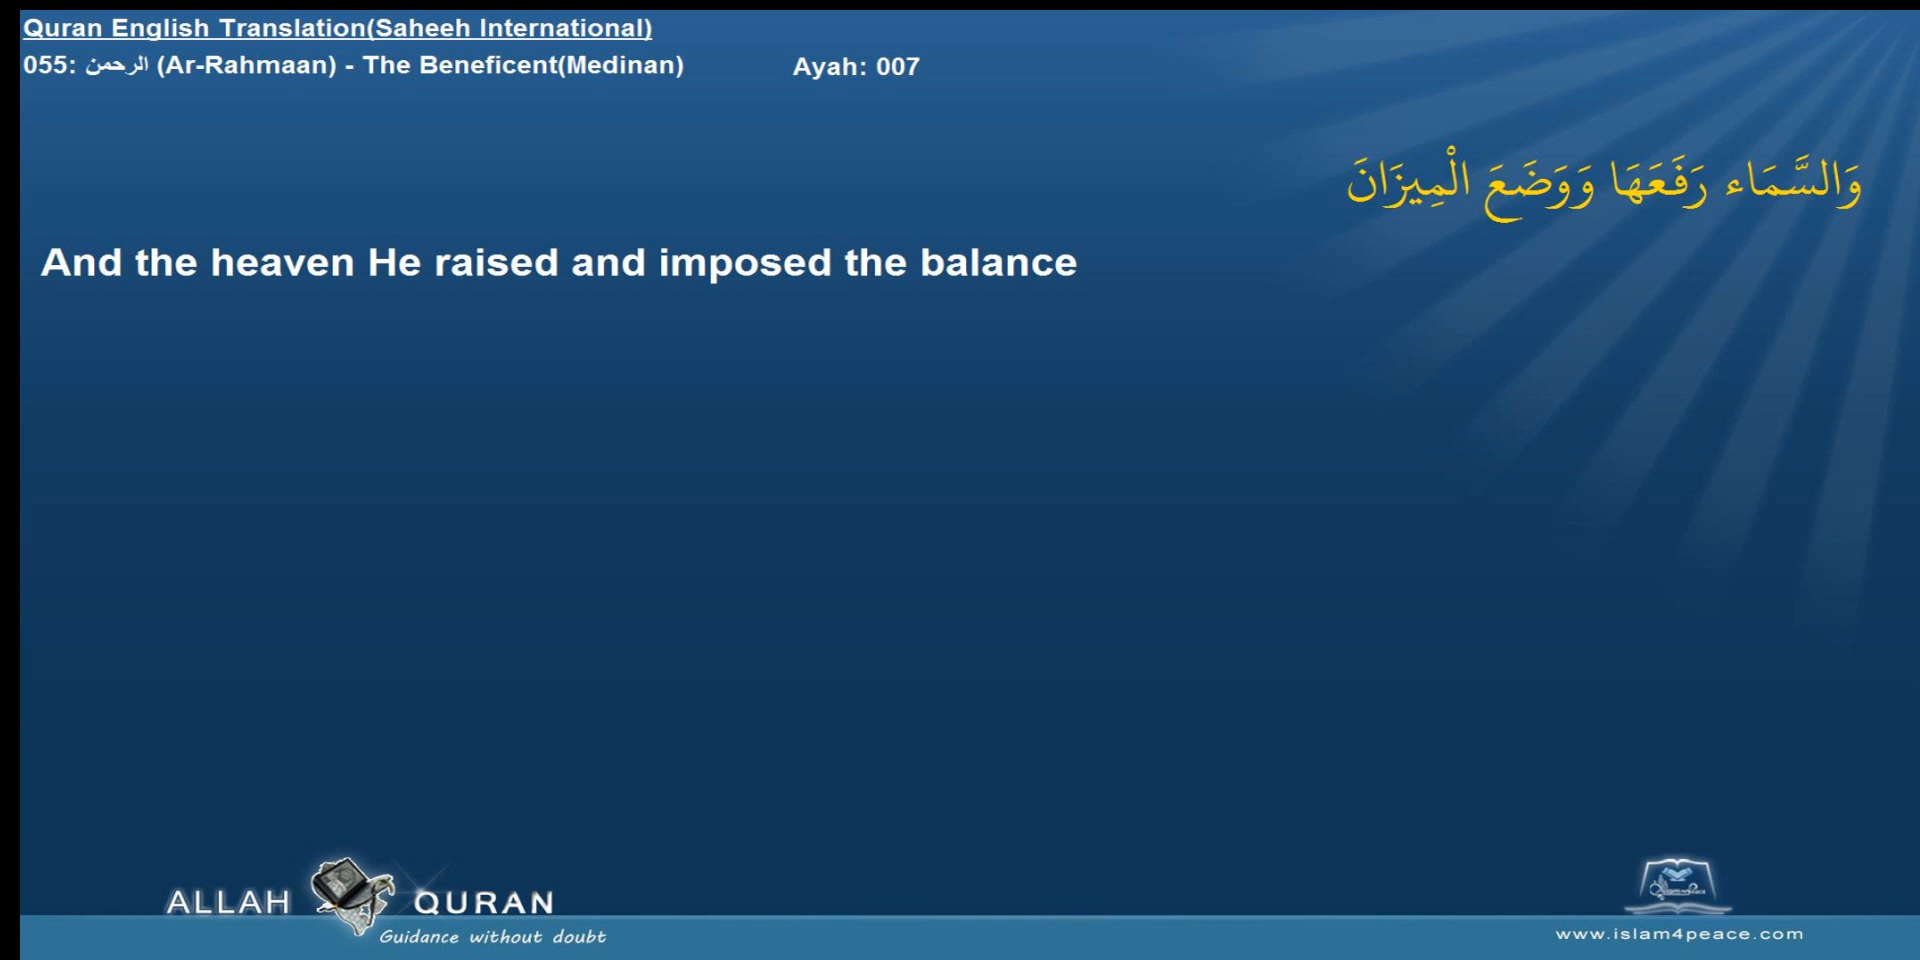 Quran English Translation(Saheeh International)
055: الرحمن (Ar-Rahmaan) - The Beneficent(Medinan) Ayah: 007
وَالسَّمَاء رَفَعَهَا وَوَضَعَ الْمِيزَانَ
And the heaven He raised and imposed the balance
ALLAH QURAN
Guidance without doubt
www.islam4peace.com